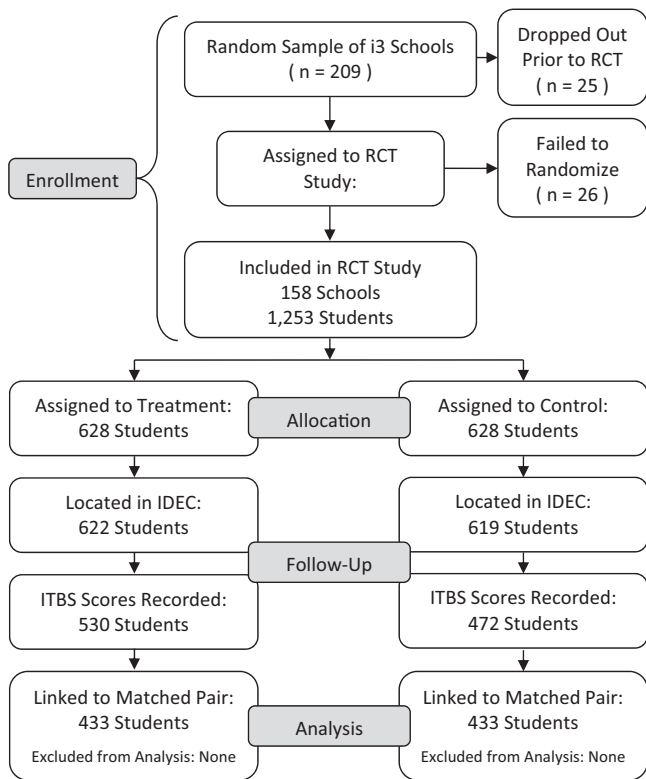 Random Sample of i3 Schools
( n = 209 )
Dropped Out
Prior to RCT
( n = 25 )
Assigned to RCT
Study:
Failed to
Randomize
( n = 26 )
Enrollment
Included in RCT Study
158 Schools
1,253 Students
Assigned to Treatment:
628 Students
Allocation
Assigned to Control:
628 Students
Located in IDEC:
622 Students
Located in IDEC:
619 Students
Follow-Up
ITBS Scores Recorded:
530 Students
ITBS Scores Recorded:
472 Students
Linked to Matched Pair:
433 Students
Excluded from Analysis: None
Analysis
Linked to Matched Pair:
433 Students
Excluded from Analysis: None